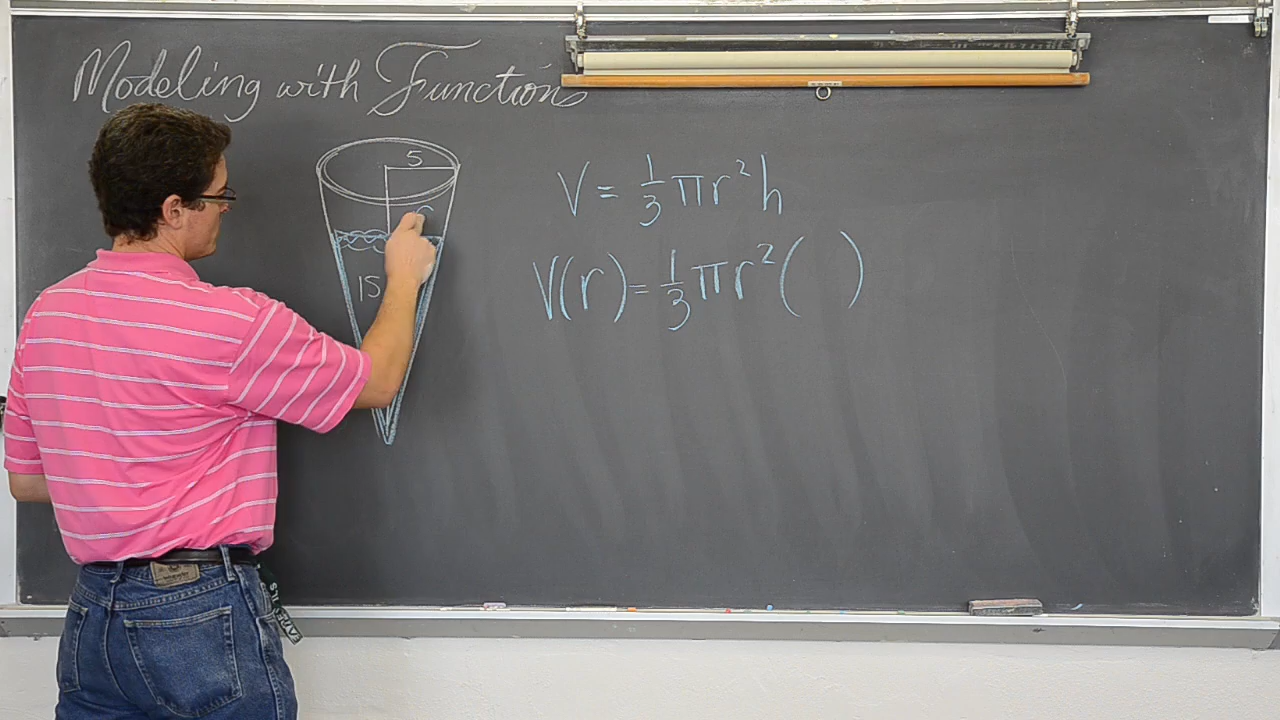 Modeling with Functions
5
r
15
V = 1/3 πr²h
V(r) = 1/3 πr²( )